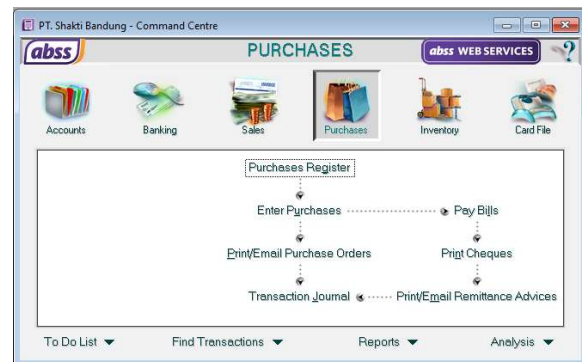 PT. Shakti Bandung - Command Centre
abss PURCHASES abss WEB SERVICES ?
Accounts Banking Sales Purchases Inventory Card File
Purchases Register
Enter Purchases Pay Bills
Print/Email Purchase Orders Print Cheques
Transaction Journal Print/Email Remittance Advices
To Do List Find Transactions Reports Analysis